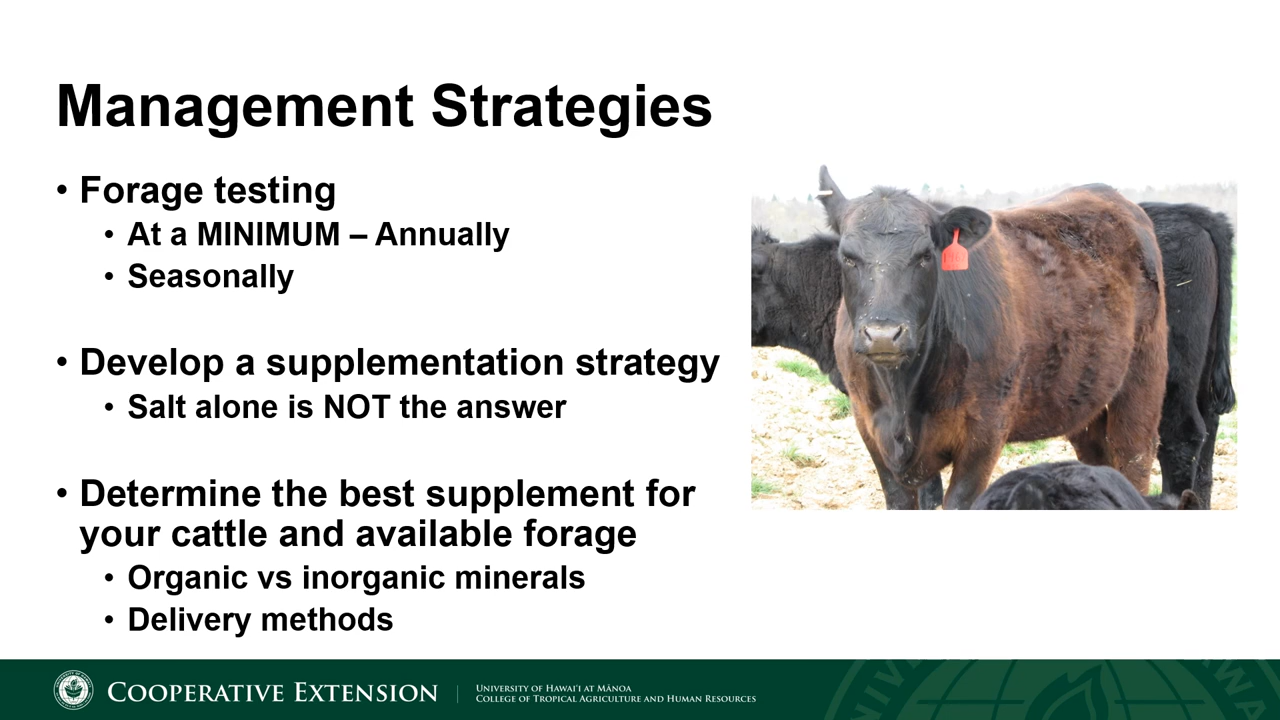 Management Strategies
• Forage testing
• At a MINIMUM – Annually
• Seasonally
• Develop a supplementation strategy
• Salt alone is NOT the answer
• Determine the best supplement for
your cattle and available forage
• Organic vs inorganic minerals
• Delivery methods
COOPERATIVE EXTENSION
UNIVERSITY OF HAWAI‘I AT MĀNOA
COLLEGE OF TROPICAL AGRICULTURE AND HUMAN RESOURCES